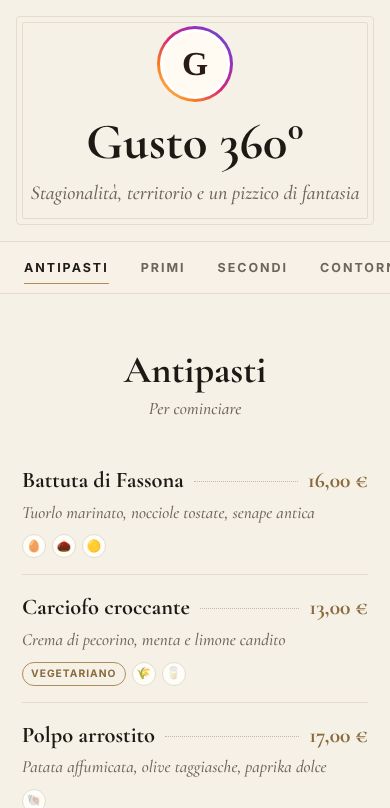 G
Gusto 360°
Stagionalità, territorio e un pizzico di fantasia
ANTIPASTI PRIMI SECONDI CONTORN
Antipasti
Per cominciare
Battuta di Fassona 16,00 €
Tuorlo marinato, nocciole tostate, senape antica
Carciofo croccante 13,00 €
Crema di pecorino, menta e limone candito
VEGETARIANO
Polpo arrostito 17,00 €
Patata affumicata, olive taggiasche, paprika dolce